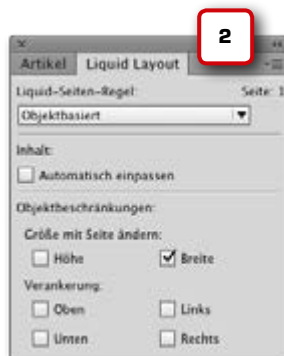 2
Artikel Liquid Layout
Liquid-Seiten-Regel: Seite: 1
Objektbasiert
Inhalt:
Automatisch einpassen
Objektbeschränkungen:
Größe mit Seite ändern:
Höhe Breite
Verankerung:
Oben Links
Unten Rechts